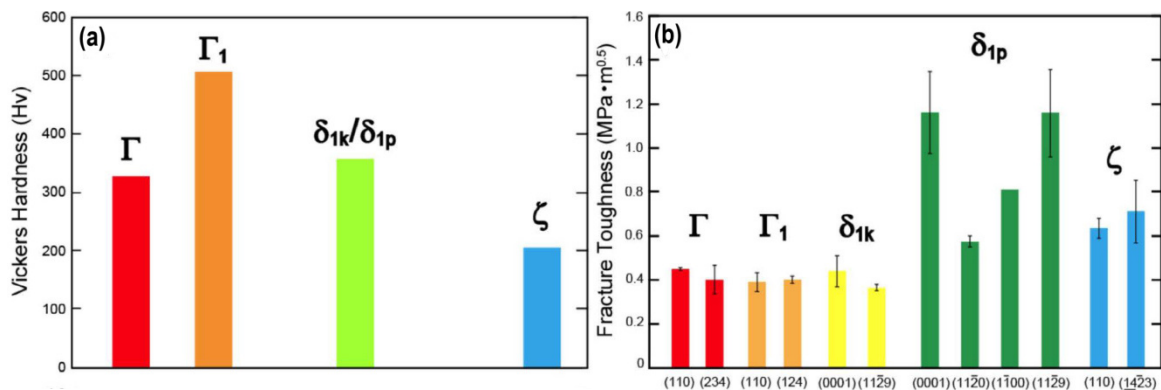 (a)
Vickers Hardness (Hv)
600
500
400
300
200
100
0
Γ
Γ₁
δ₁ₖ/δ₁ₚ
ζ
(b)
Fracture Toughness (MPa•m⁰·⁵)
1.6
1.4
1.2
1.0
0.8
0.6
0.4
0.2
0
Γ
Γ₁
δ₁ₖ
δ₁ₚ
ζ
(110) (234) (110) (124) (0001) (112̄9) (0001) (112̄0) (11̄00) (112̄9) (110) (1̄4̄23)